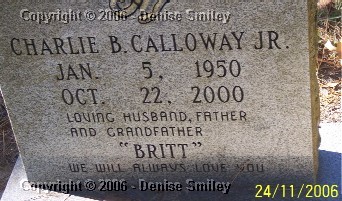 Copyright © 2006 - Denise Smiley
CHARLIE B. CALLOWAY JR.
JAN. 5, 1950
OCT. 22, 2000
LOVING HUSBAND, FATHER
AND GRANDFATHER
"BRITT"
WE WILL ALWAYS LOVE YOU
Copyright © 2006 - Denise Smiley
24/11/2006